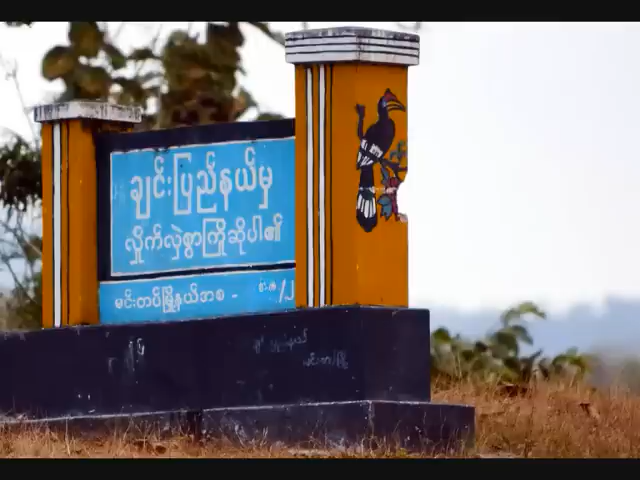 ချင်းပြည်နယ်မှ
လှိုက်လှဲစွာကြိုဆိုပါ၏
မင်းတပ်မြို့နယ်အစ -